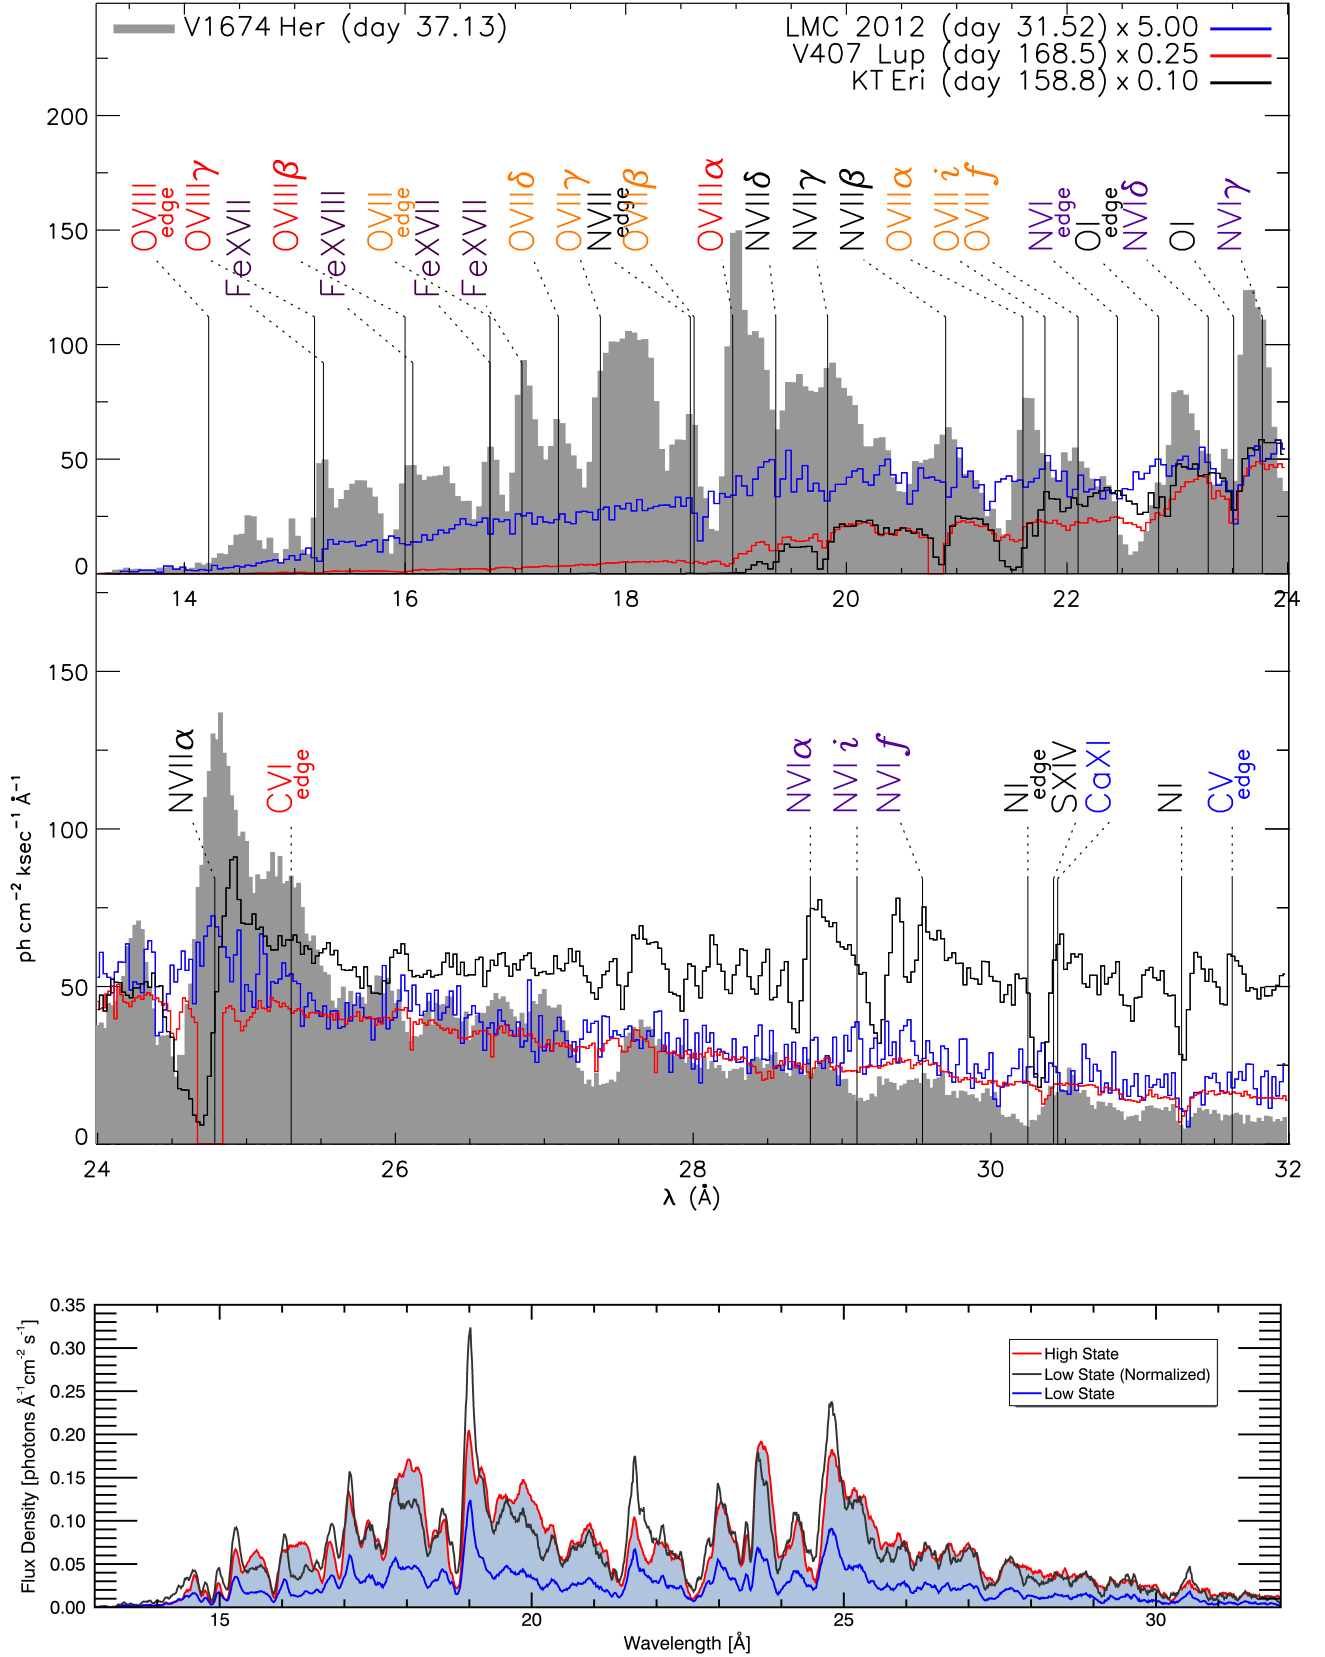 V1674 Her (day 37.13)
LMC 2012 (day 31.52) x 5.00
V407 Lup (day 168.5) x 0.25
KT Eri (day 158.8) x 0.10
200
150
100
50
0
OVIII edge
OVIIIγ
FeXVII
OVIIIβ
FeXVIII
OVII edge
FeXVII
FeXVII
OVIIδ
OVIIγ
NVII edge
OVIIβ
OVIIIα
NVIIδ
NVIIγ
NVIIβ
OVIIα
OVII i
OVII f
NVI edge
OI edge
NVIδ
OI
NVIγ
14 16 18 20 22 24
150
100
50
0
ph cm⁻² ksec⁻¹ Å⁻¹
NVIIα
CVI edge
NVIα
NVI i
NVI f
NI edge
SXIV
CaXI
NI
CV edge
24 26 28 30 32
λ (Å)
0.35
0.30
0.25
0.20
0.15
0.10
0.05
0.00
Flux Density [photons Å⁻¹cm⁻² s⁻¹]
High State
Low State (Normalized)
Low State
15 20 25 30
Wavelength [Å]